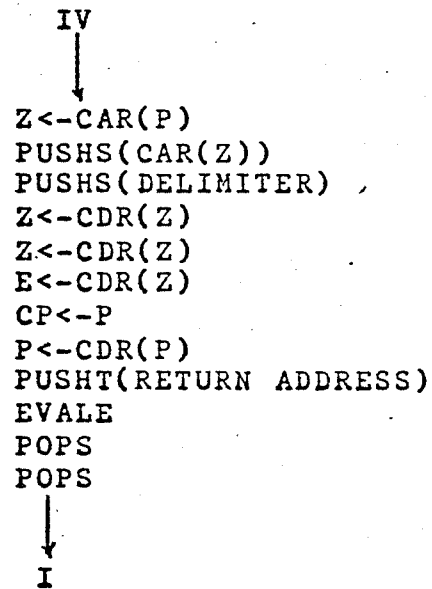 IV
Z<-CAR(P)
PUSHS(CAR(Z))
PUSHS(DELIMITER)
Z<-CDR(Z)
Z<-CDR(Z)
E<-CDR(Z)
CP<-P
P<-CDR(P)
PUSHT(RETURN ADDRESS)
EVALE
POPS
POPS
I